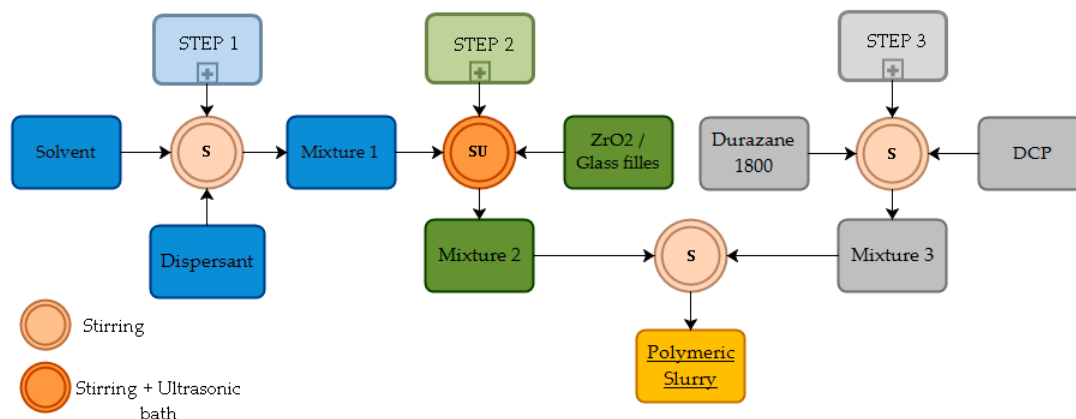 STEP 1
STEP 2
STEP 3
Solvent
S
Mixture 1
SU
ZrO2 /
Glass filles
Durazane
1800
S
DCP
Dispersant
Mixture 2
S
Mixture 3
Stirring
Polymeric
Slurry
Stirring + Ultrasonic
bath